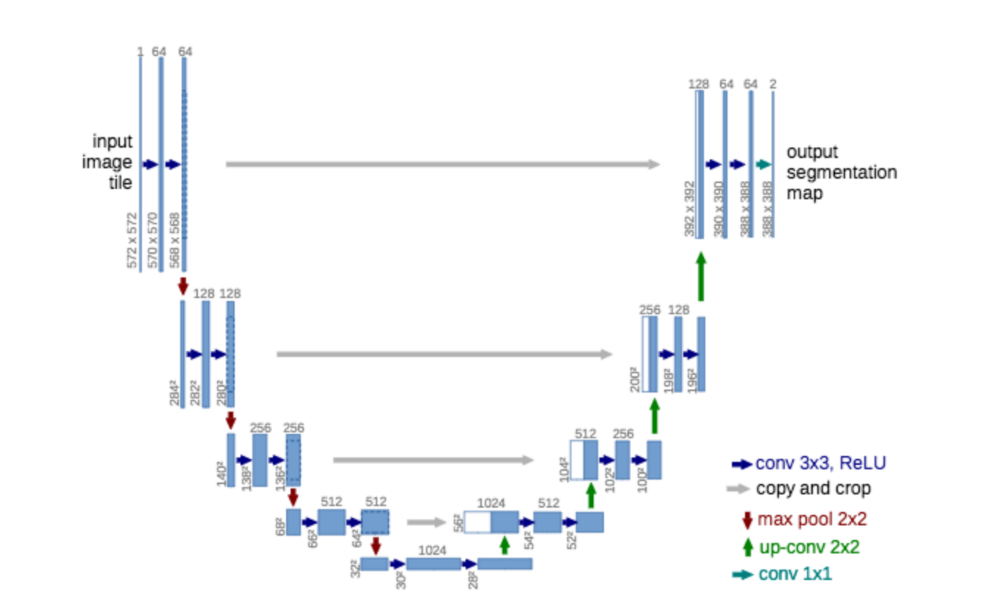 1 64 64
128 64 64 2
input
image
tile
output
segmentation
map
572 x 572
570 x 570
568 x 568
392 x 392
390 x 390
388 x 388
388 x 388
128 128
256 128
284²
282²
280²
200²
198²
196²
256 256
512 256
140²
138²
136²
104²
102²
100²
512 512
1024 512
68²
66²
64²
56²
54²
52²
1024
32²
30²
28²
conv 3x3, ReLU
copy and crop
max pool 2x2
up-conv 2x2
conv 1x1